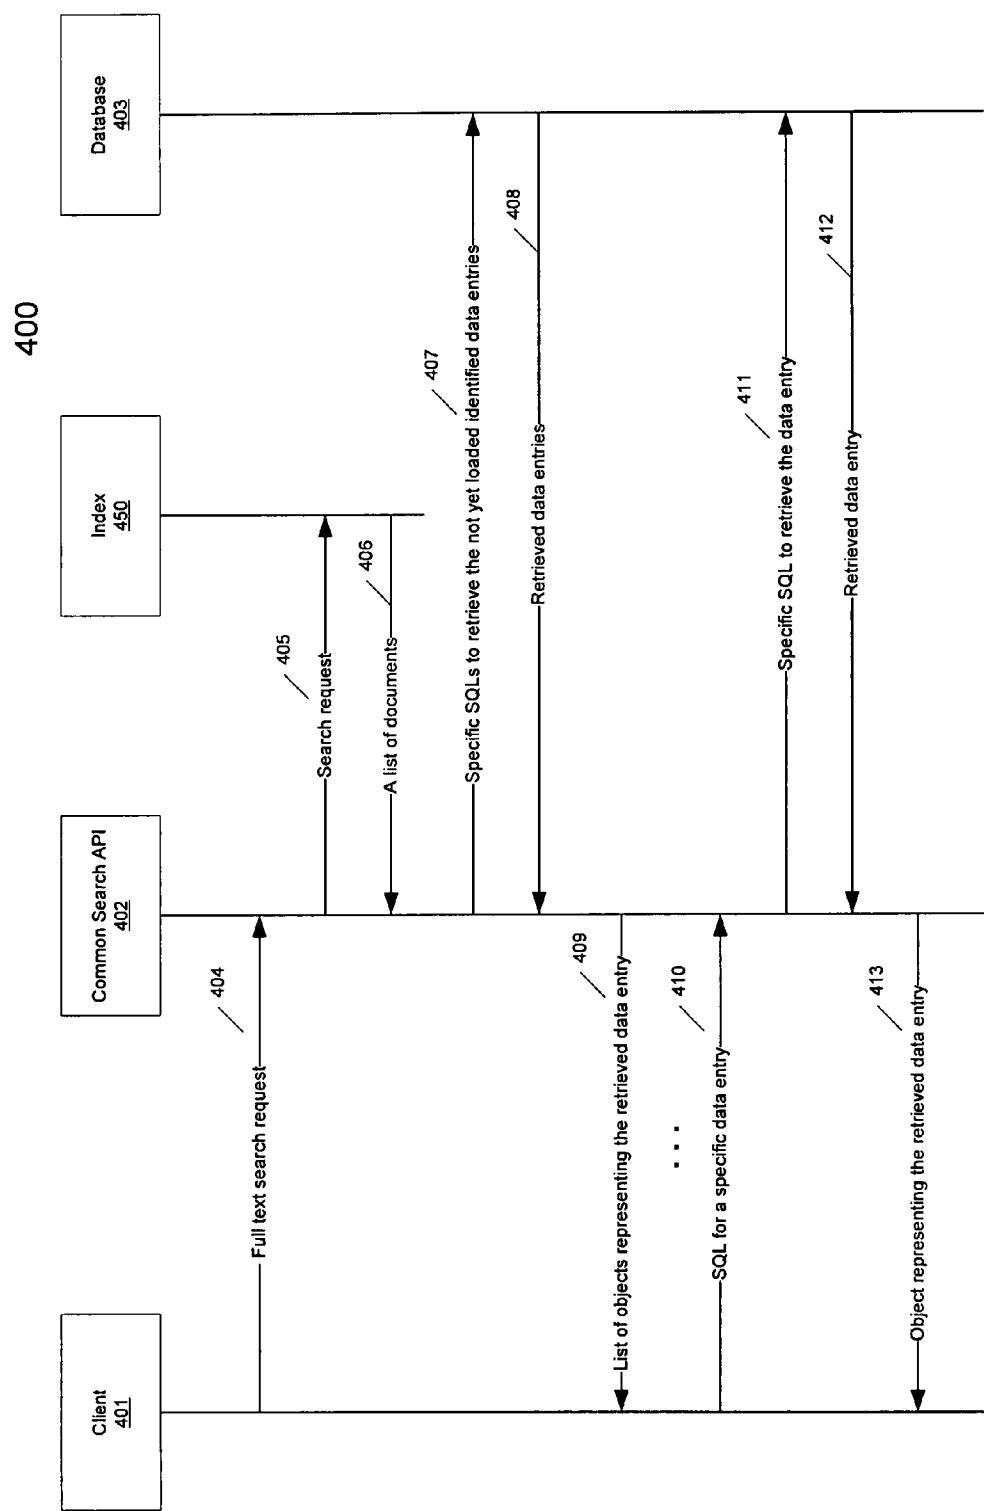 400
Client
401
Common Search API
402
Index
450
Database
403
404
Full text search request
405
Search request
406
A list of documents
407
Specific SQLs to retrieve the not yet loaded identified data entries
408
Retrieved data entries
409
List of objects representing the retrieved data entry
. . .
410
SQL for a specific data entry
411
Specific SQL to retrieve the data entry
412
Retrieved data entry
413
Object representing the retrieved data entry